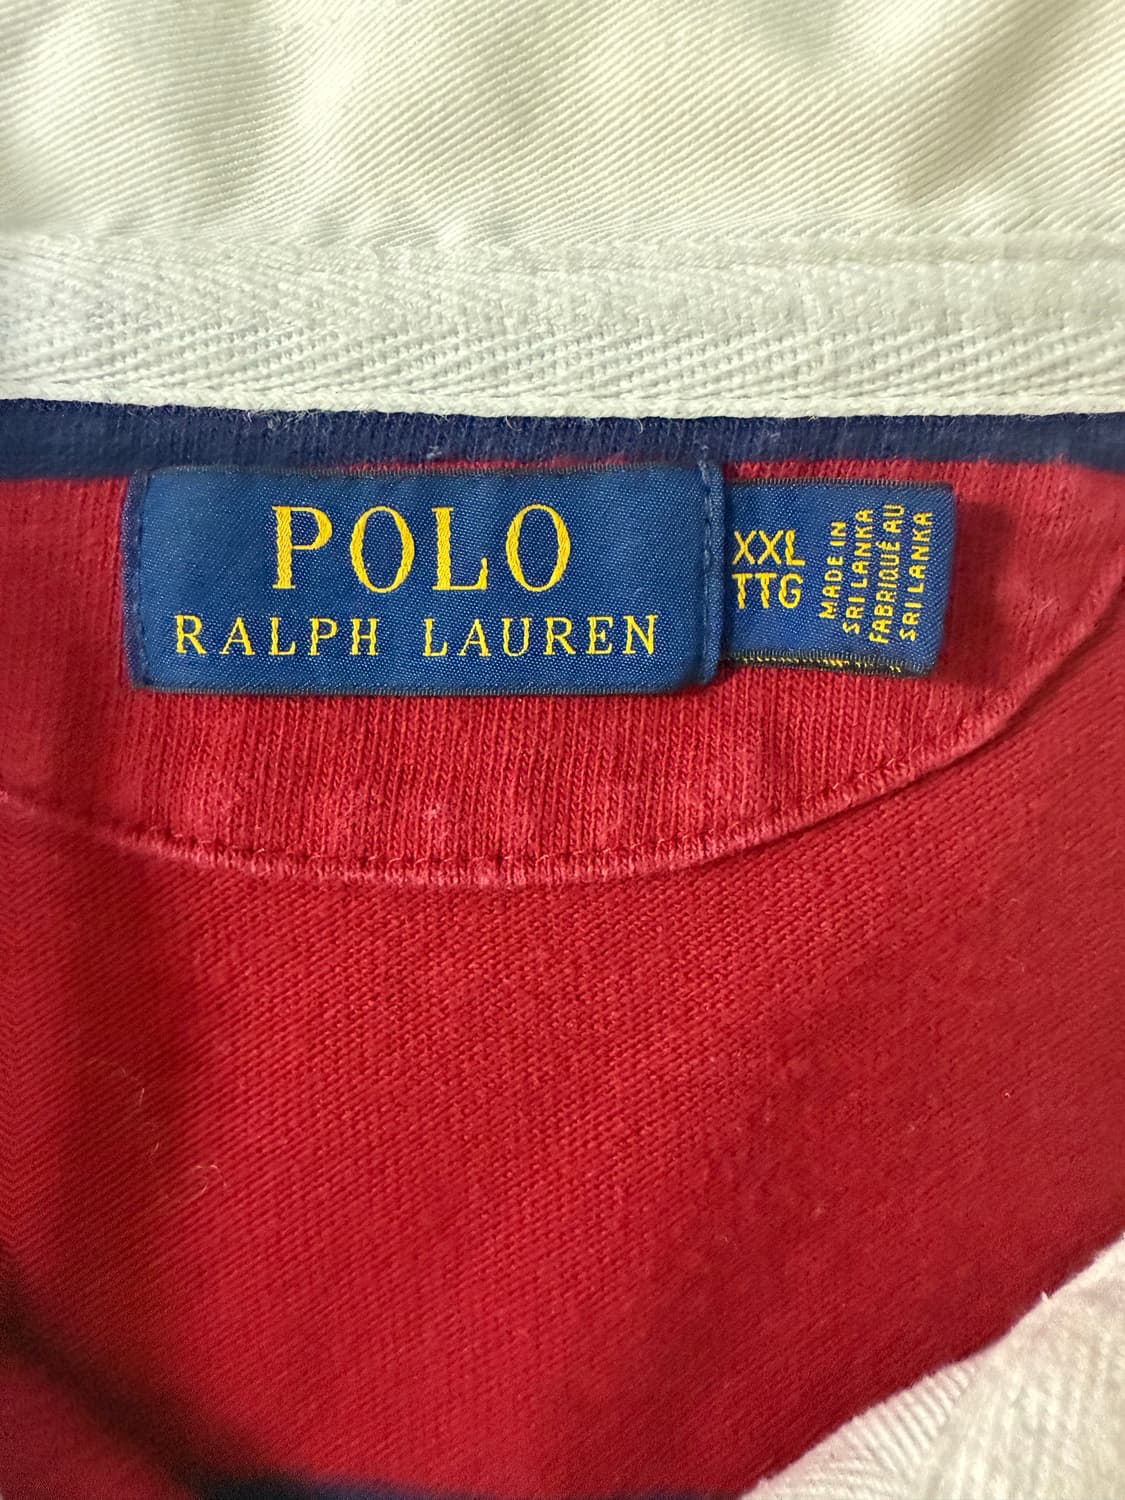 POLO
RALPH LAUREN
XXL
TTG
MADE IN
SRI LANKA
FABRIQUÉ AU
SRI LANKA